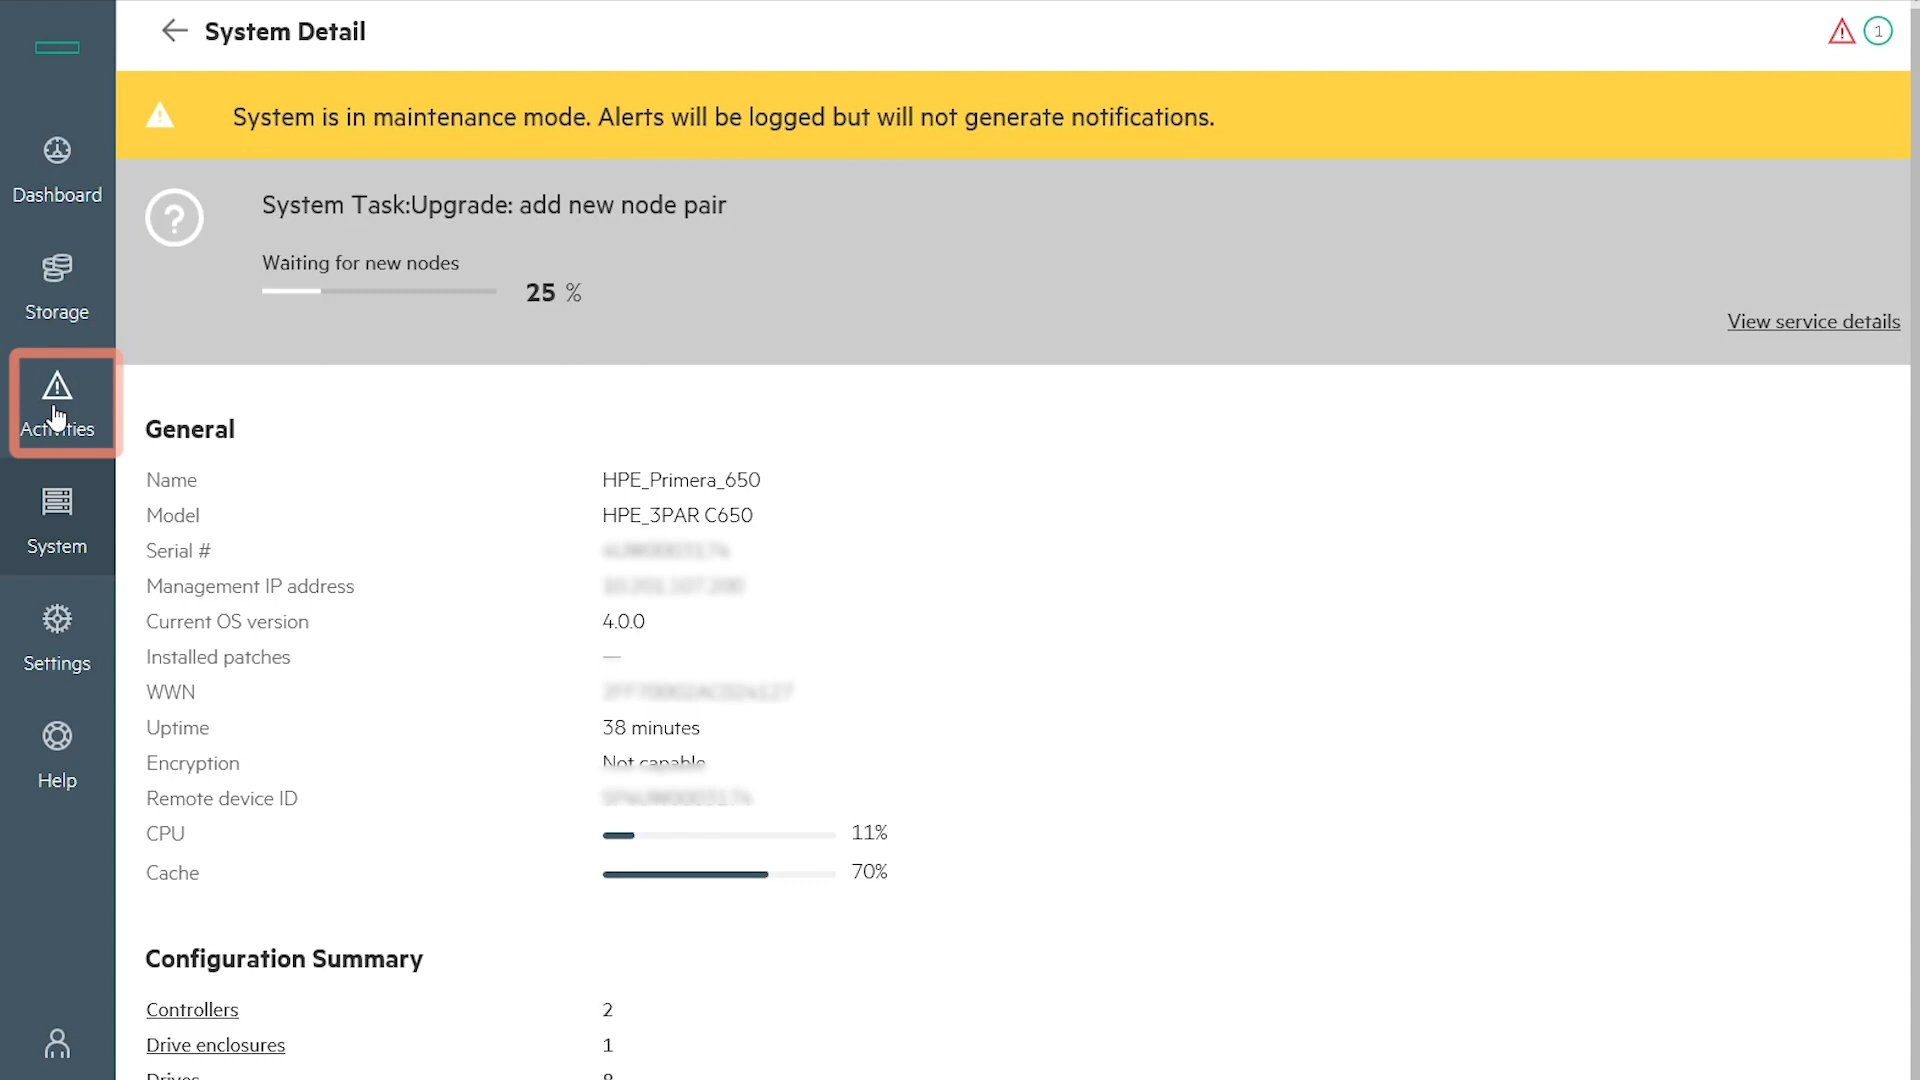 System Detail
1
System is in maintenance mode. Alerts will be logged but will not generate notifications.
Dashboard
System Task:Upgrade: add new node pair
Waiting for new nodes
25 %
View service details
Storage
Activities
System
Settings
Help
General
Name HPE_Primera_650
Model HPE_3PAR C650
Serial #
Management IP address
Current OS version 4.0.0
Installed patches —
WWN
Uptime 38 minutes
Encryption Not capable
Remote device ID
CPU 11%
Cache 70%
Configuration Summary
Controllers 2
Drive enclosures 1
Drives 8